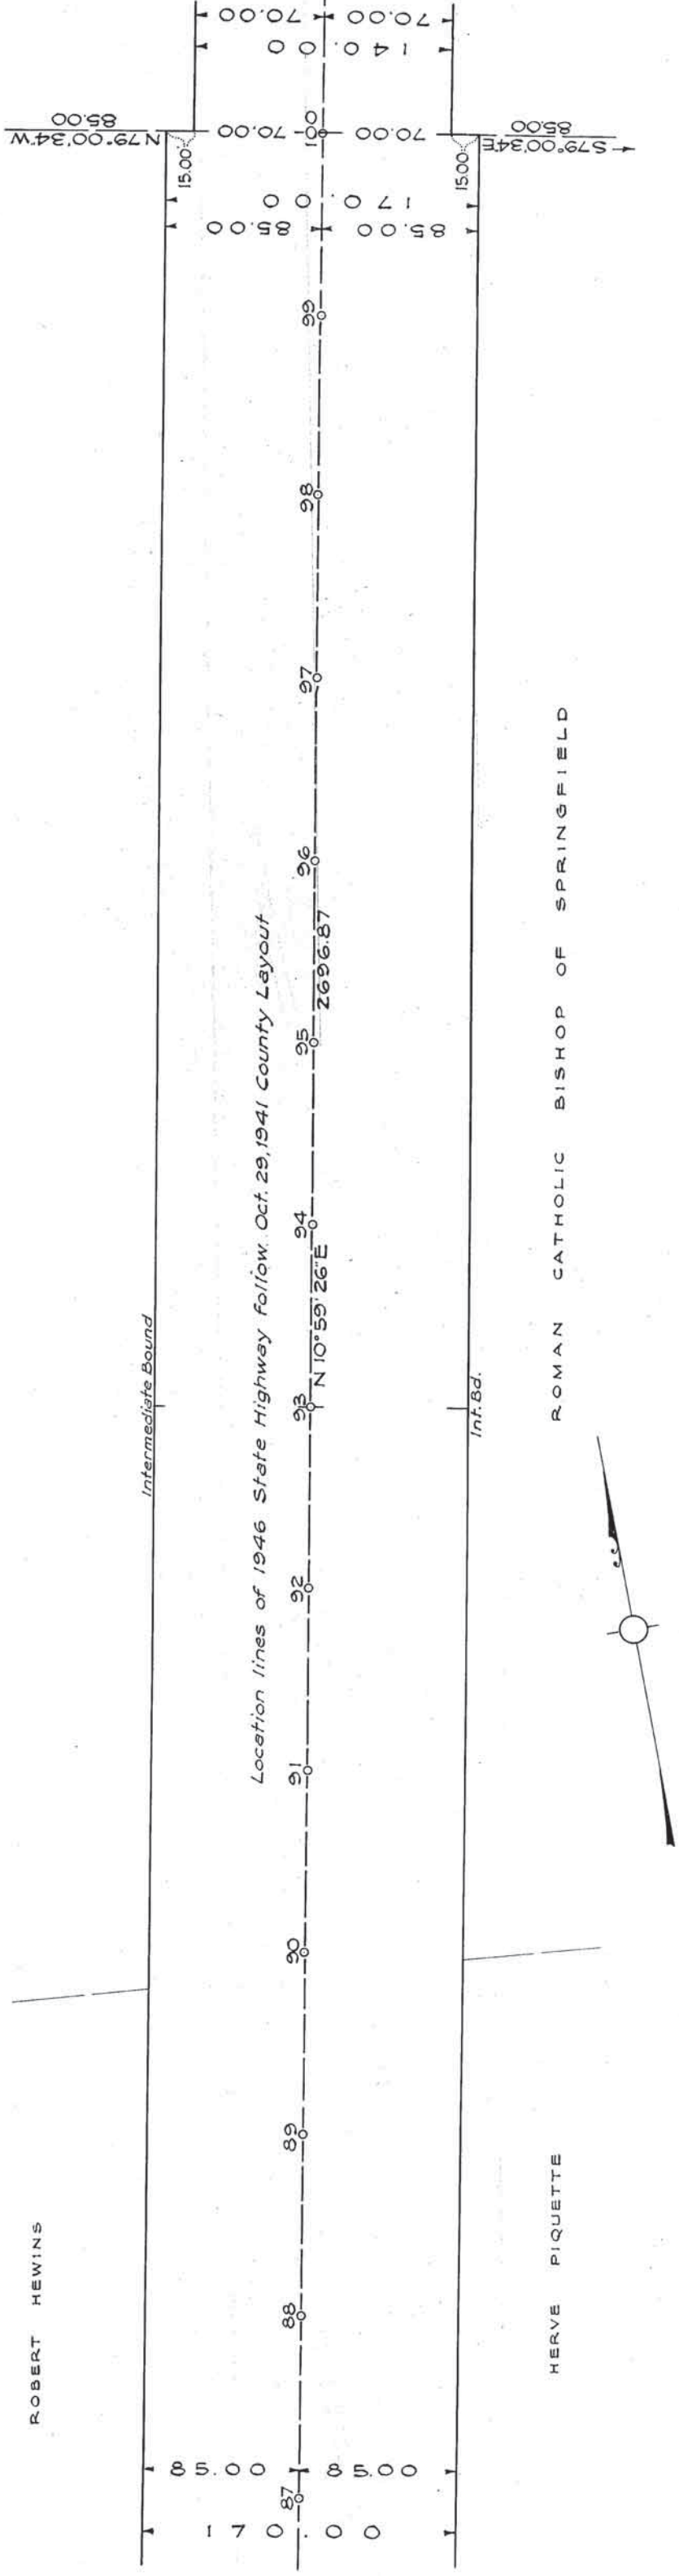 70.00 70.00
140.00
N79°00'34"W
85.00
15.00
70.00 70.00
100
15.00
S79°00'34"E
85.00
170.00
85.00 85.00
99
98
97
96
2696.87
95
94
N 10°59'26"E
93
92
91
90
89
88
87
Location lines of 1946 State Highway follow Oct. 29, 1941 County Layout
Intermediate Bound
Int. Bd.
ROMAN CATHOLIC BISHOP OF SPRINGFIELD
ROBERT HEWINS
HERVE PIQUETTE
85.00 85.00
170.00